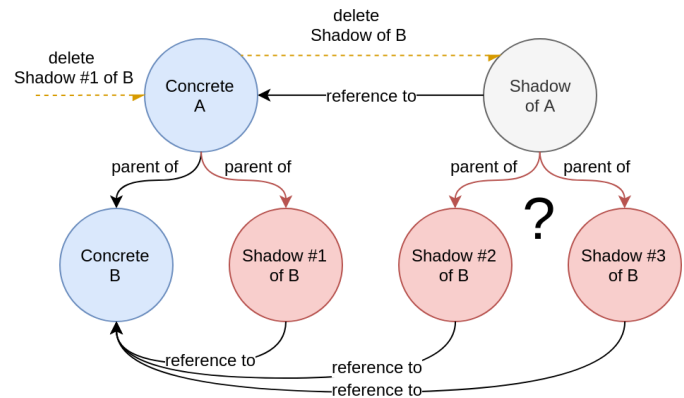 delete
Shadow of B
delete
Shadow #1 of B
Concrete
A
reference to
Shadow
of A
parent of
parent of
parent of
parent of
?
Concrete
B
Shadow #1
of B
Shadow #2
of B
Shadow #3
of B
reference to
reference to
reference to